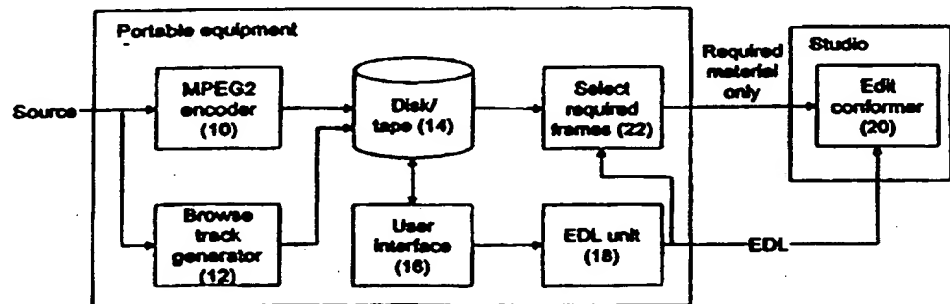 Portable equipment
Required
material
only
Studio
Source
MPEG2
encoder
(10)
Disk/
tape (14)
Select
required
frames (22)
Edit
conformer
(20)
Browse
track
generator
(12)
User
interface
(16)
EDL unit
(18)
EDL